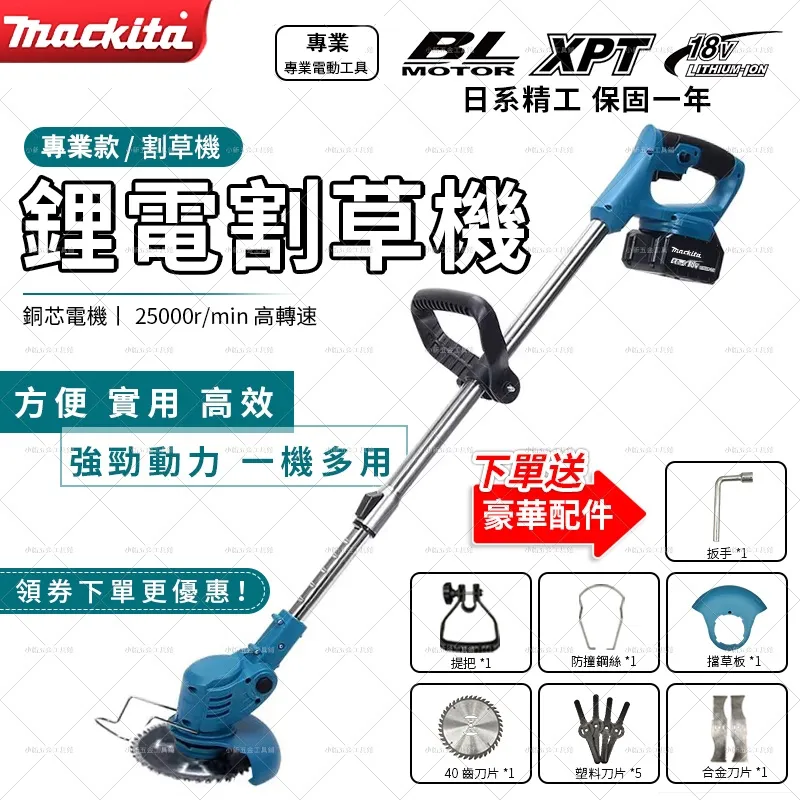 mackita
專業
專業電動工具
BL
MOTOR
XPT
18v
LITHIUM-ION
日系精工 保固一年
專業款 / 割草機
鋰電割草機
銅芯電機丨 25000r/min 高轉速
方便 實用 高效
強勁動力 一機多用
領券下單更優惠!
mackita
18V
下單送
豪華配件
扳手 *1
提把 *1
防撞鋼絲 *1
擋草板 *1
40 齒刀片 *1
塑料刀片 *5
合金刀片 *1